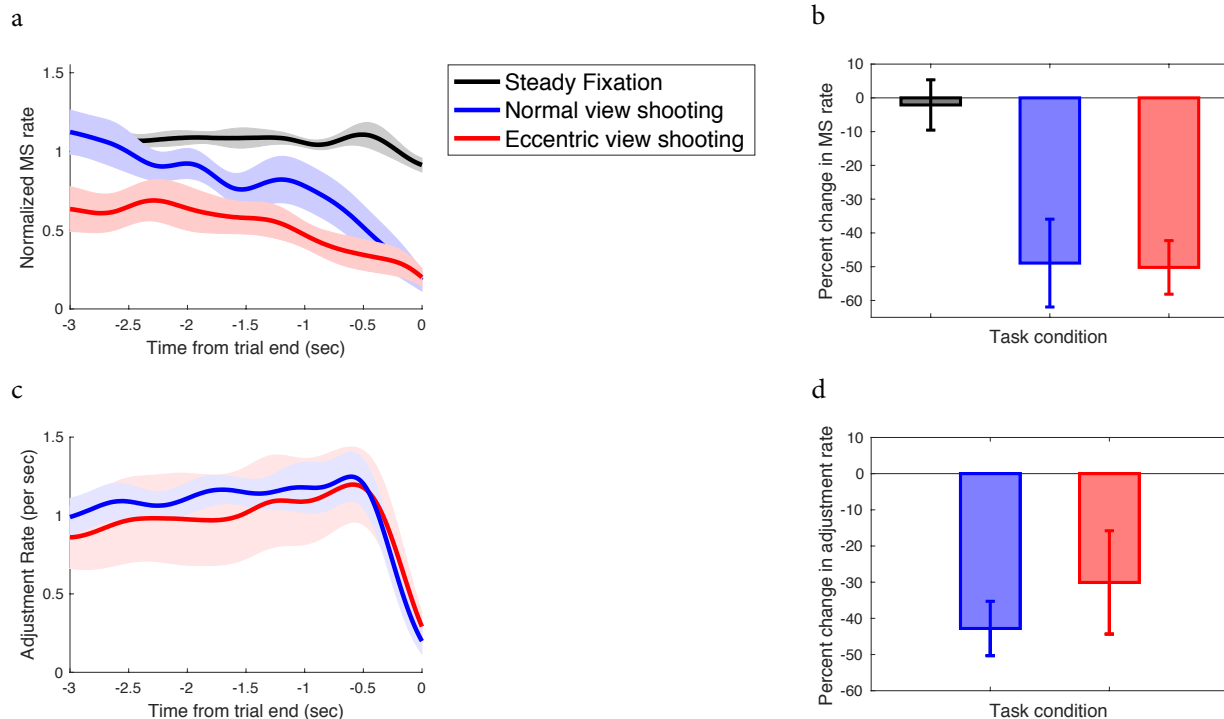 a
1.5
1
0.5
0
Normalized MS rate
-3 -2.5 -2 -1.5 -1 -0.5 0
Time from trial end (sec)
Steady Fixation
Normal view shooting
Eccentric view shooting
b
10
0
-10
-20
-30
-40
-50
-60
Percent change in MS rate
Task condition
c
1.5
1
0.5
0
Adjustment Rate (per sec)
-3 -2.5 -2 -1.5 -1 -0.5 0
Time from trial end (sec)
d
10
0
-10
-20
-30
-40
-50
-60
Percent change in adjustment rate
Task condition